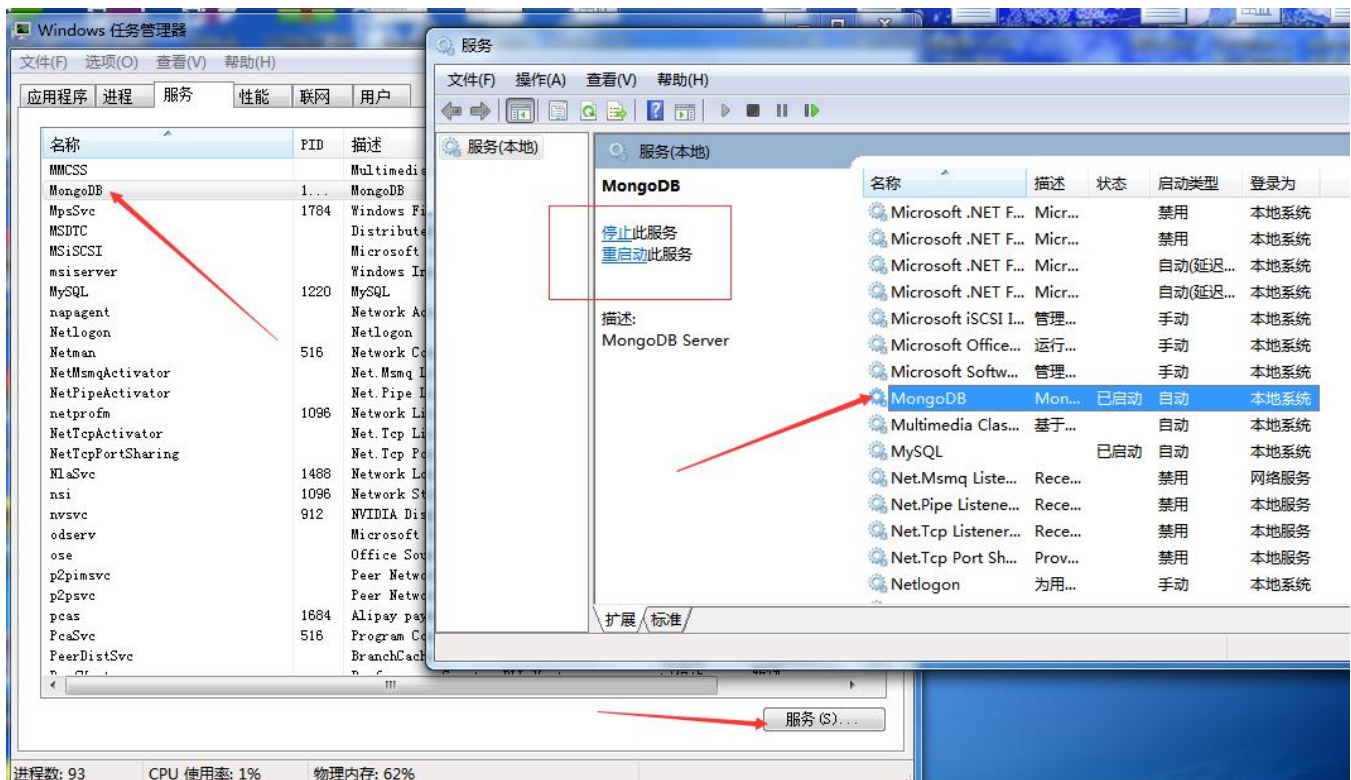 Windows 任务管理器
文件(F) 选项(O) 查看(V) 帮助(H)
应用程序 进程 服务 性能 联网 用户
名称 PID 描述
MMCSS Multimedi
MongoDB 1... MongoDB
MpsSvc 1784 Windows Fi
MSDTC Distribute
MSiSCSI Microsoft
msiserver Windows In
MySQL 1220 MySQL
napagent Network Ac
Netlogon Netlogon
Netman 516 Network Co
NetMsmqActivator Net.Msmq L
NetPipeActivator Net.Pipe L
netprofm 1096 Network Li
NetTcpActivator Net.Tcp Li
NetTcpPortSharing Net.Tcp Po
NlaSvc 1488 Network Lo
nsi 1096 Network St
nvsvc 912 NVIDIA Dis
odserv Microsoft
ose Office Sou
p2pimsvc Peer Netwo
p2psvc Peer Netwo
pcas 1684 Alipay pay
PcaSvc 516 Program Co
PeerDistSvc BranchCach
服务(S)...
进程数: 93 CPU 使用率: 1% 物理内存: 62%
服务
文件(F) 操作(A) 查看(V) 帮助(H)
服务(本地)
服务(本地)
MongoDB
停止此服务
重启动此服务
描述:
MongoDB Server
名称 描述 状态 启动类型 登录为
Microsoft .NET F... Micr... 禁用 本地系统
Microsoft .NET F... Micr... 禁用 本地系统
Microsoft .NET F... Micr... 自动(延迟... 本地系统
Microsoft .NET F... Micr... 自动(延迟... 本地系统
Microsoft iSCSI I... 管理... 手动 本地系统
Microsoft Office... 运行... 手动 本地系统
Microsoft Softw... 管理... 手动 本地系统
MongoDB Mon... 已启动 自动 本地系统
Multimedia Clas... 基于... 自动 本地系统
MySQL 已启动 自动 本地系统
Net.Msmq Liste... Rece... 禁用 网络服务
Net.Pipe Listene... Rece... 禁用 本地服务
Net.Tcp Listener... Rece... 禁用 本地服务
Net.Tcp Port Sh... Prov... 禁用 本地服务
Netlogon 为用... 手动 本地系统
扩展 标准